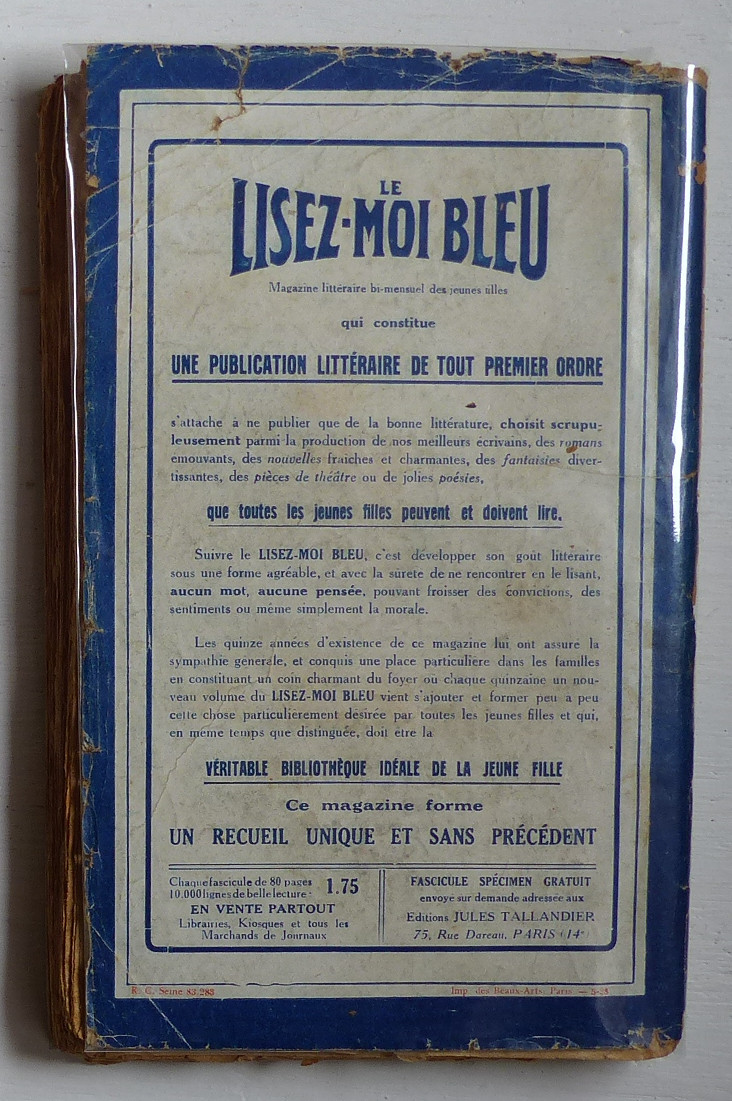 LE
LISEZ-MOI BLEU
Magazine littéraire bi-mensuel des jeunes filles
qui constitue
UNE PUBLICATION LITTÉRAIRE DE TOUT PREMIER ORDRE
s'attache à ne publier que de la bonne littérature, choisit scrupu-
leusement parmi la production de nos meilleurs écrivains, des romans
émouvants, des nouvelles fraîches et charmantes, des fantaisies diver-
tissantes, des pièces de théâtre ou de jolies poésies,
que toutes les jeunes filles peuvent et doivent lire.
Suivre le LISEZ-MOI BLEU, c'est développer son goût littéraire
sous une forme agréable, et avec la sûreté de ne rencontrer en le lisant,
aucun mot, aucune pensée, pouvant froisser des convictions, des
sentiments ou même simplement la morale.
Les quinze années d'existence de ce magazine lui ont assuré la
sympathie générale, et conquis une place particulière dans les familles
en constituant un coin charmant du foyer où chaque quinzaine un nou-
veau volume du LISEZ-MOI BLEU vient s'ajouter et former peu à peu
cette chose particulièrement désirée par toutes les jeunes filles et qui,
en même temps que distinguée, doit être la
VÉRITABLE BIBLIOTHÈQUE IDÉALE DE LA JEUNE FILLE
Ce magazine forme
UN RECUEIL UNIQUE ET SANS PRÉCÉDENT
Chaque fascicule de 80 pages
10.000 lignes de belle lecture : 1.75
EN VENTE PARTOUT
Librairies, Kiosques et tous les
Marchands de Journaux
FASCICULE SPÉCIMEN GRATUIT
envoyé sur demande adressée aux
Editions JULES TALLANDIER
75, Rue Dareau, PARIS (14e)
R. C. Seine 83.283
Imp. des Beaux-Arts, Paris. — 5-25